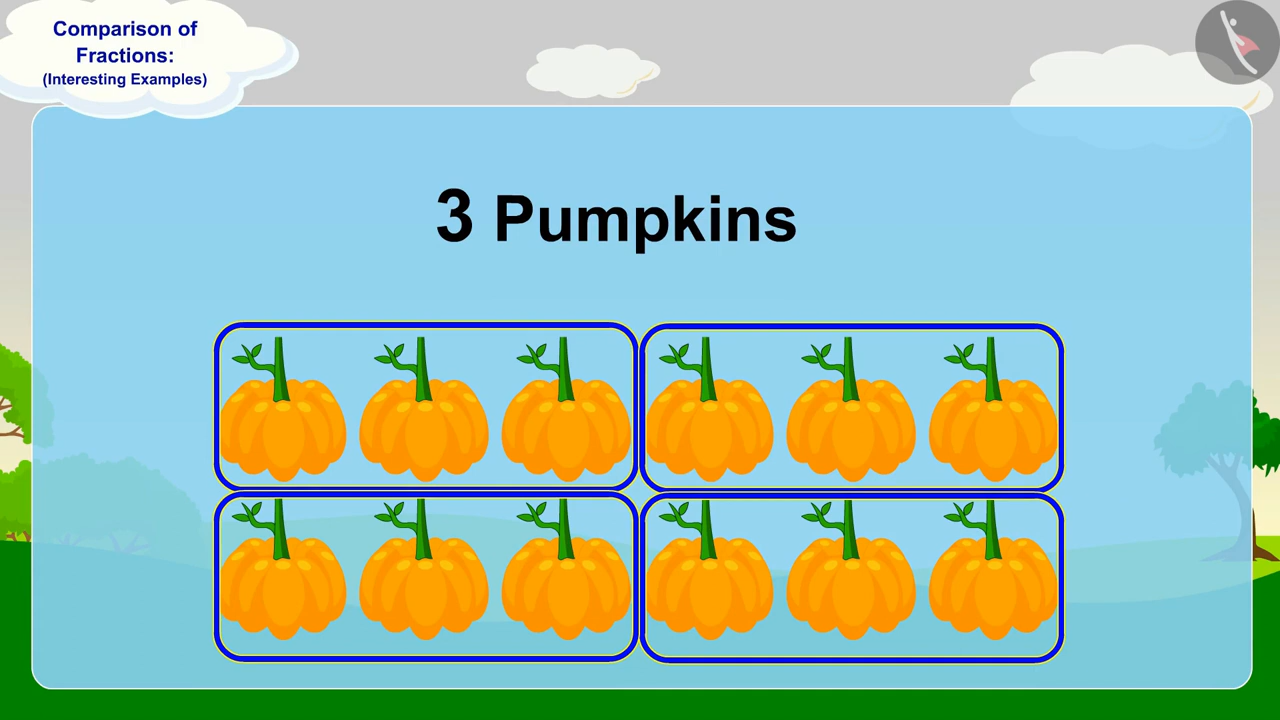 Comparison of
Fractions:
(Interesting Examples)
3 Pumpkins